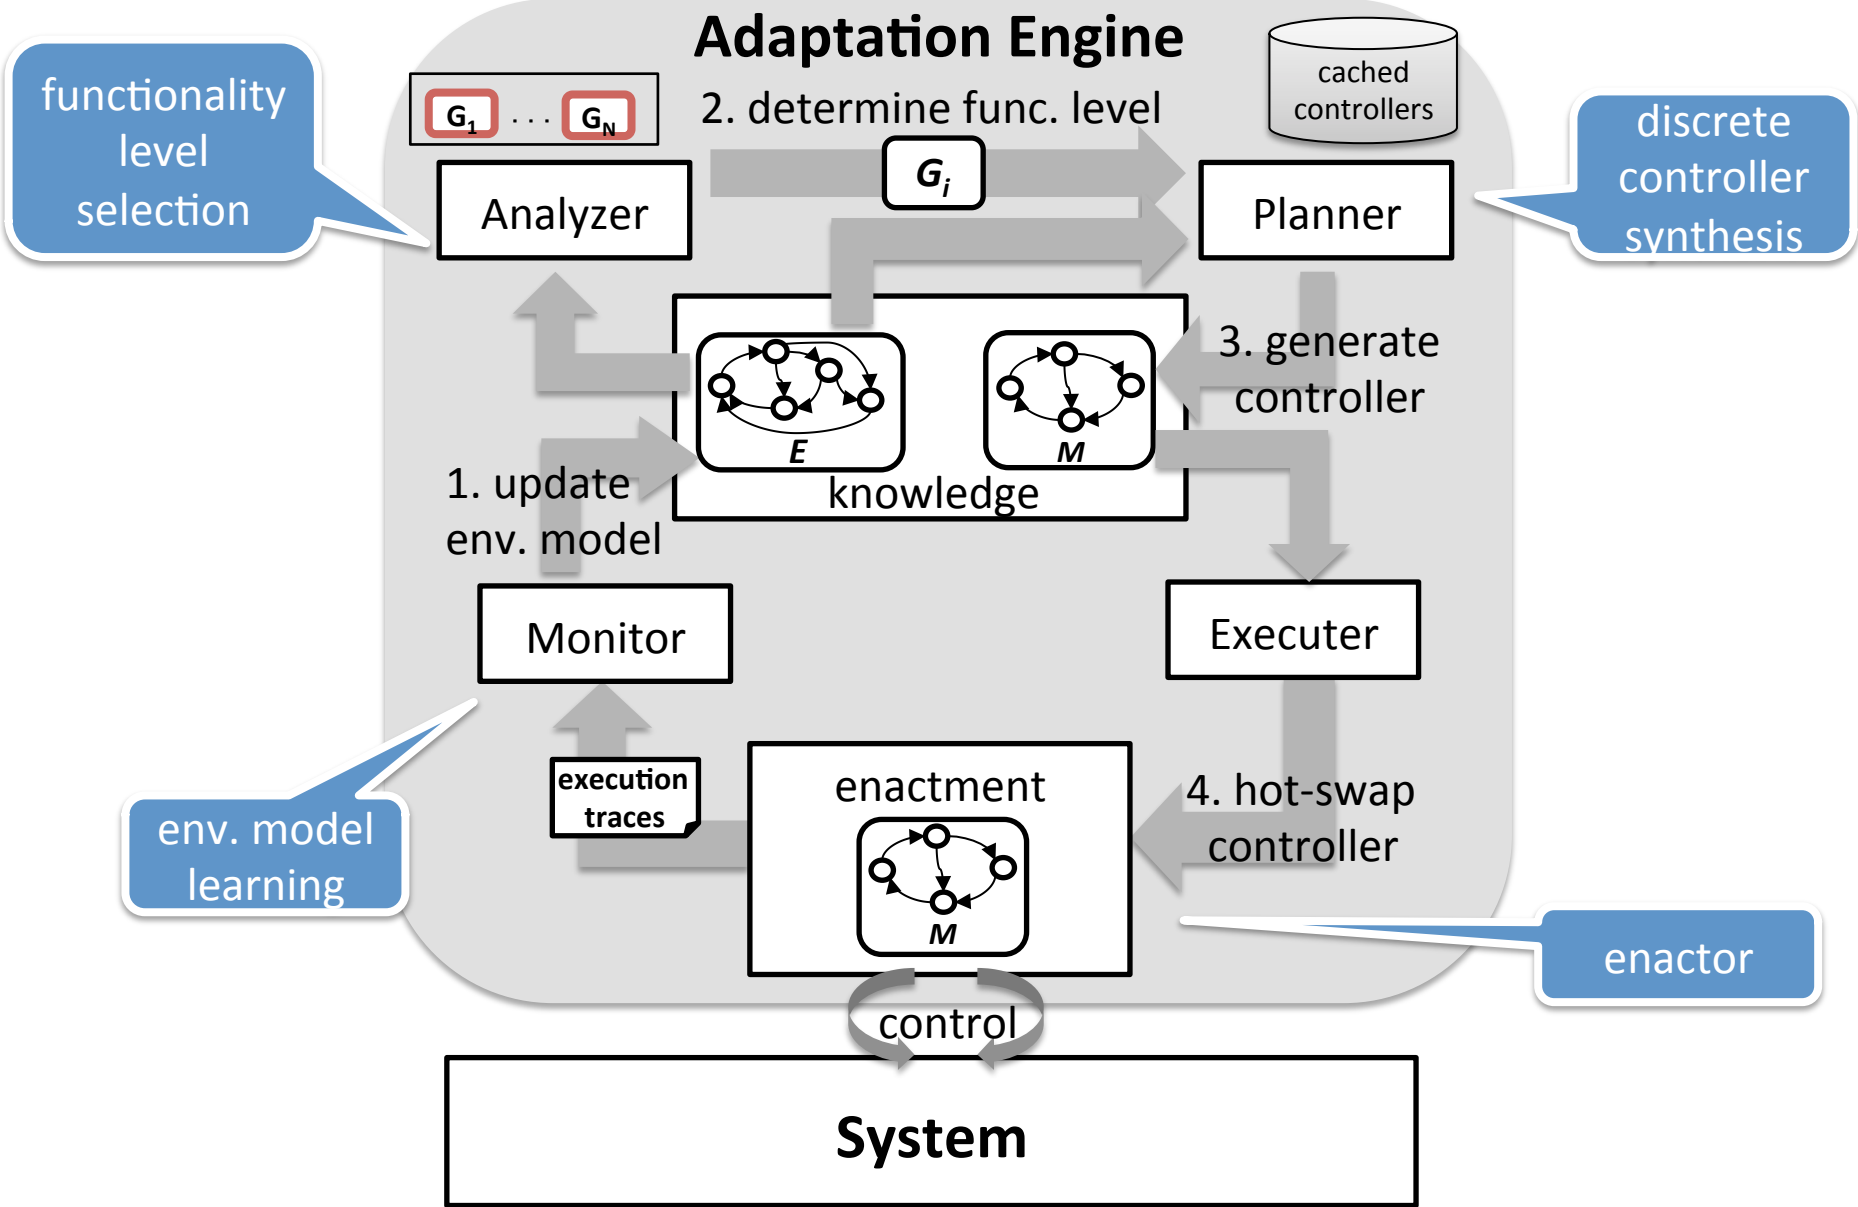 Adaptation Engine
functionality
level
selection
G1 . . . GN
2. determine func. level
cached
controllers
discrete
controller
synthesis
Analyzer
Gi
Planner
3. generate
controller
E
M
knowledge
1. update
env. model
Monitor
Executer
execution
traces
enactment
M
4. hot-swap
controller
env. model
learning
enactor
control
System